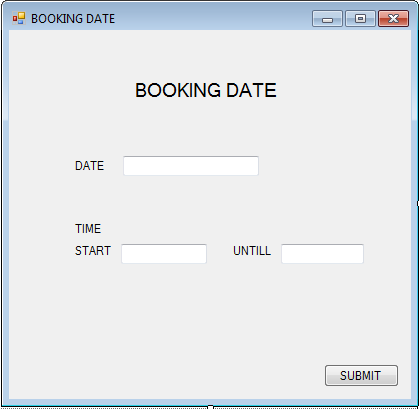 BOOKING DATE
BOOKING DATE
DATE
TIME
START UNTILL
SUBMIT